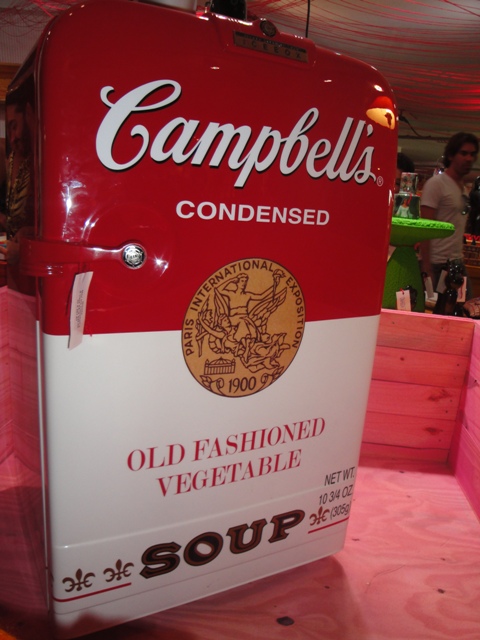 Campbell's®
CONDENSED
PARIS INTERNATIONAL EXPOSITION
1900
OLD FASHIONED
VEGETABLE
NET WT.
10 3/4 OZ.
(305g)
SOUP